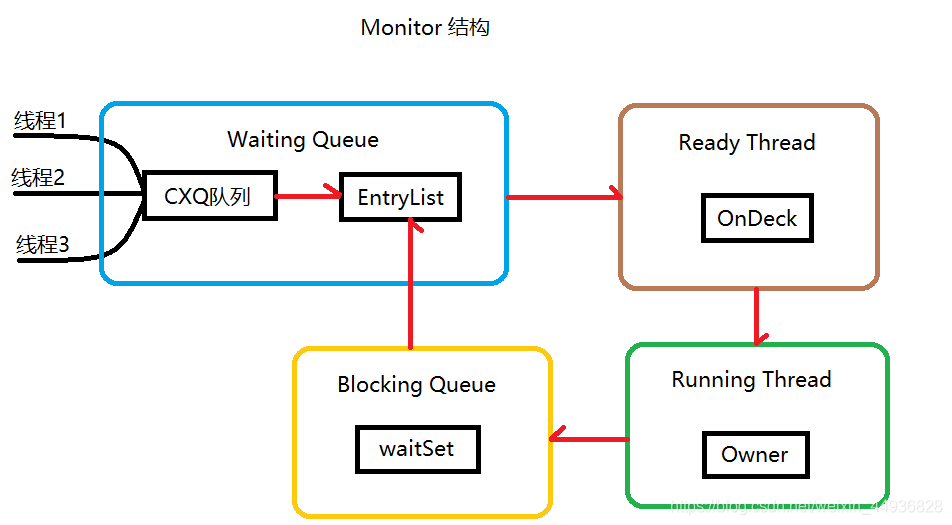 Monitor 结构
线程1
线程2
线程3
Waiting Queue
CXQ队列
EntryList
Ready Thread
OnDeck
Blocking Queue
waitSet
Running Thread
Owner
https://blog.csdn.net/weixin_44936828